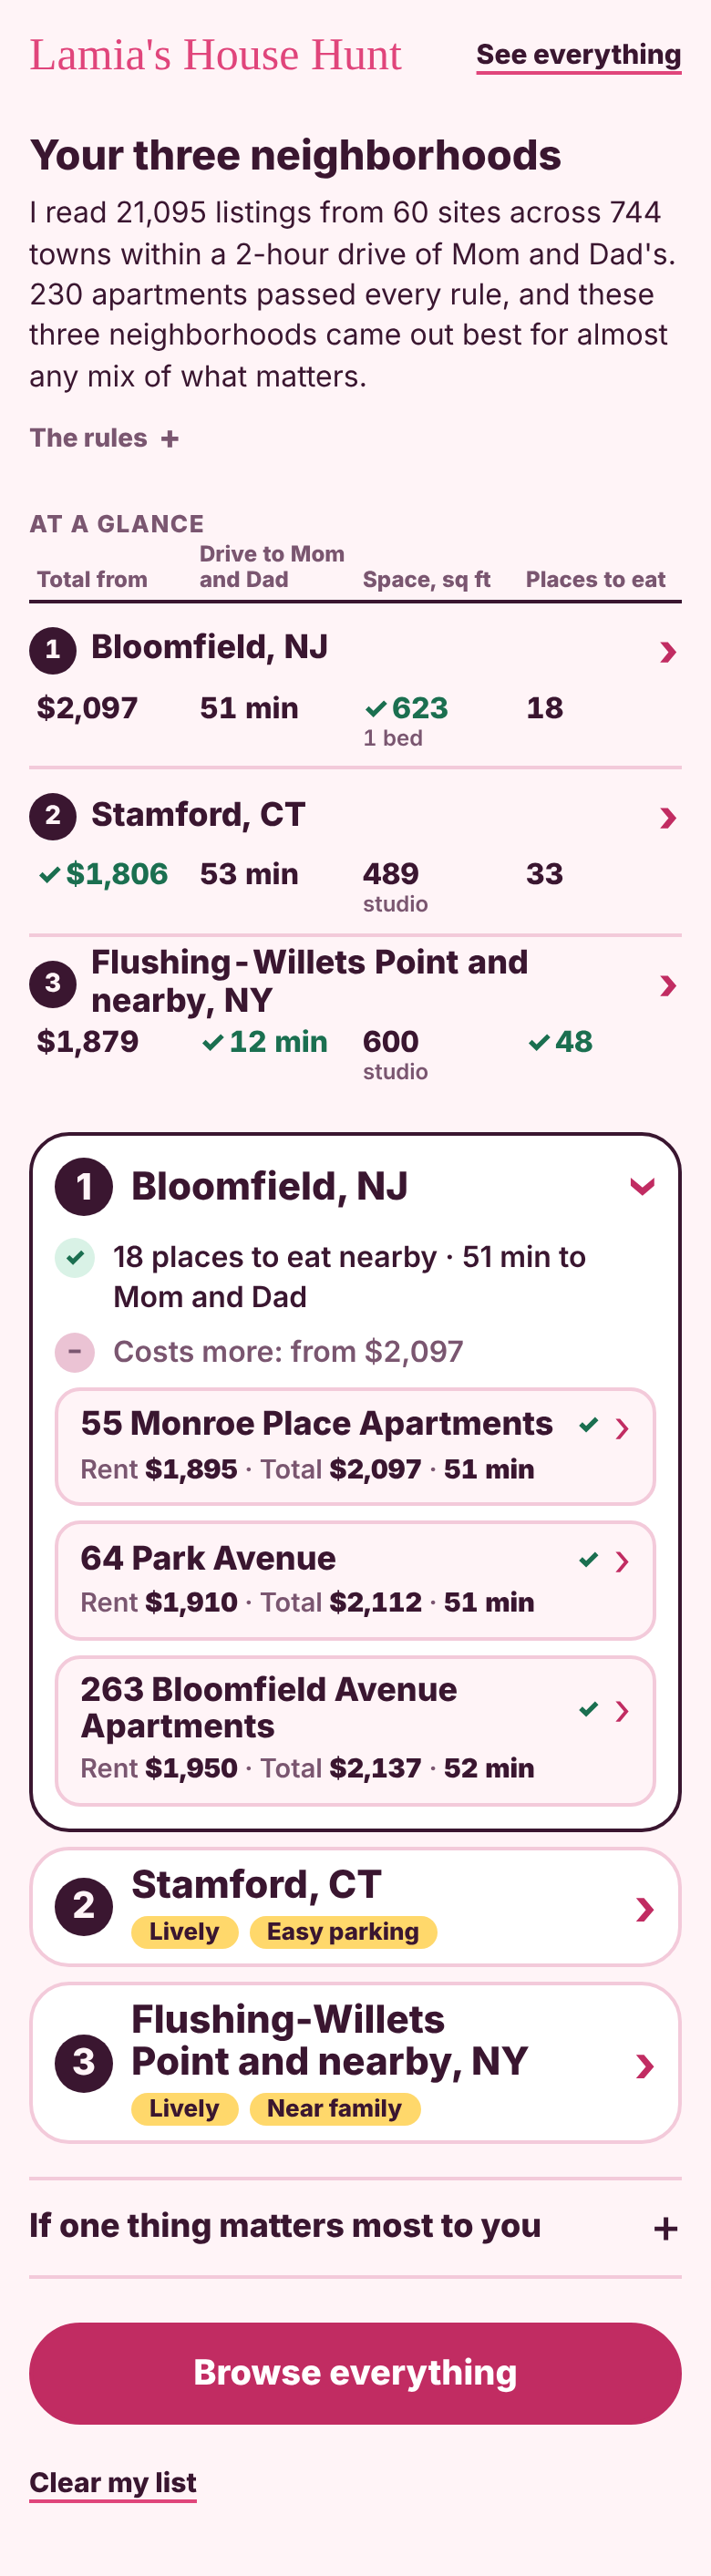 Lamia's House Hunt
See everything
Your three neighborhoods
I read 21,095 listings from 60 sites across 744
towns within a 2-hour drive of Mom and Dad's.
230 apartments passed every rule, and these
three neighborhoods came out best for almost
any mix of what matters.
The rules +
AT A GLANCE
Total from
Drive to Mom
and Dad
Space, sq ft
Places to eat
1 Bloomfield, NJ
$2,097 51 min ✓623 18
1 bed
2 Stamford, CT
✓$1,806 53 min 489 33
studio
3 Flushing-Willets Point and
nearby, NY
$1,879 ✓12 min 600 ✓48
studio
1 Bloomfield, NJ
18 places to eat nearby · 51 min to
Mom and Dad
Costs more: from $2,097
55 Monroe Place Apartments
Rent $1,895 · Total $2,097 · 51 min
64 Park Avenue
Rent $1,910 · Total $2,112 · 51 min
263 Bloomfield Avenue
Apartments
Rent $1,950 · Total $2,137 · 52 min
2 Stamford, CT
Lively Easy parking
3 Flushing-Willets
Point and nearby, NY
Lively Near family
If one thing matters most to you +
Browse everything
Clear my list